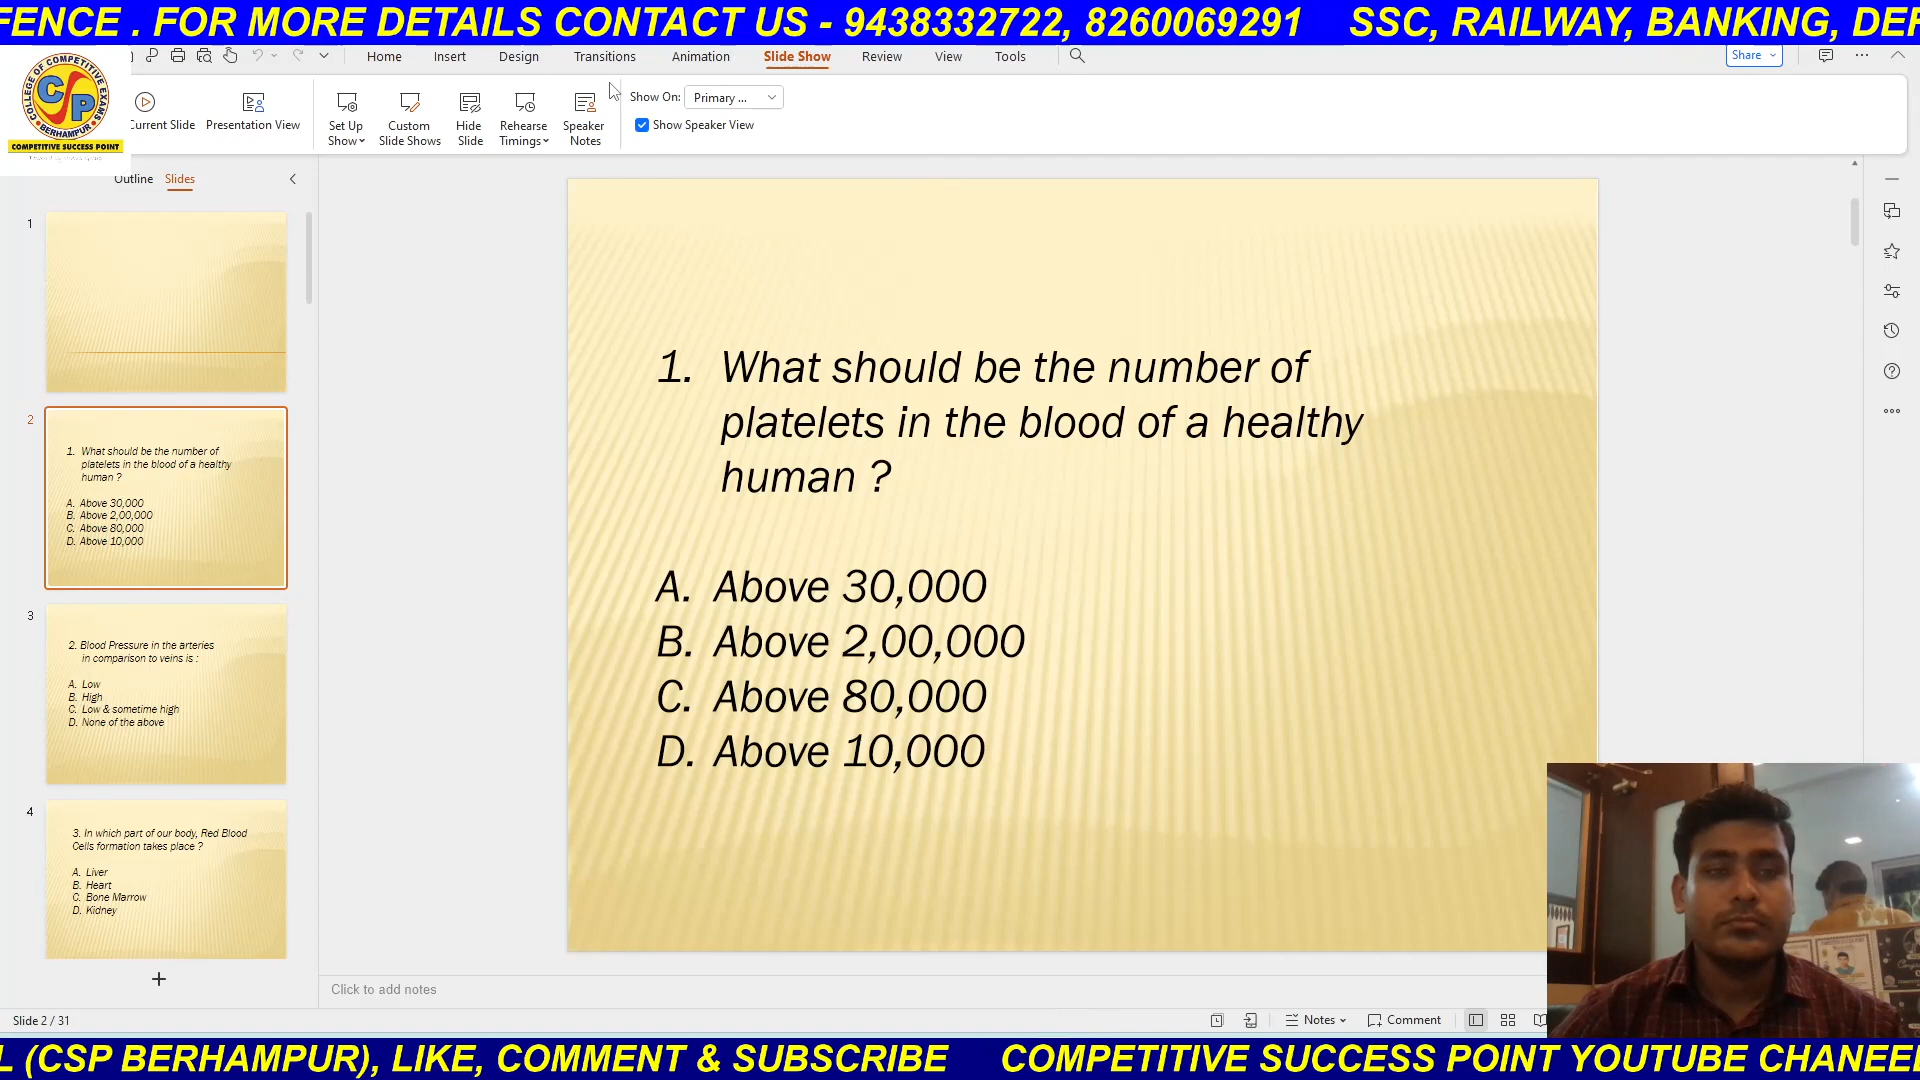 FENCE . FOR MORE DETAILS CONTACT US - 9438332722, 8260069291 SSC, RAILWAY, BANKING, DEF
Home Insert Design Transitions Animation Slide Show Review View Tools Share
COLLEGE OF COMPETITIVE EXAMS
CSP
BERHAMPUR
COMPETITIVE SUCCESS POINT
Current Slide Presentation View
Set Up Show
Custom Slide Shows
Hide Slide
Rehearse Timings
Speaker Notes
Show On: Primary ...
Show Speaker View
Outline Slides
1
2
1. What should be the number of
platelets in the blood of a healthy
human ?
A. Above 30,000
B. Above 2,00,000
C. Above 80,000
D. Above 10,000
3
2. Blood Pressure in the arteries
in comparison to veins is :
A. Low
B. High
C. Low & sometime high
D. None of the above
4
3. In which part of our body, Red Blood
Cells formation takes place ?
A. Liver
B. Heart
C. Bone Marrow
D. Kidney
1. What should be the number of
platelets in the blood of a healthy
human ?
A. Above 30,000
B. Above 2,00,000
C. Above 80,000
D. Above 10,000
Click to add notes
Slide 2 / 31 Notes Comment
L (CSP BERHAMPUR), LIKE, COMMENT & SUBSCRIBE COMPETITIVE SUCCESS POINT YOUTUBE CHANEEL